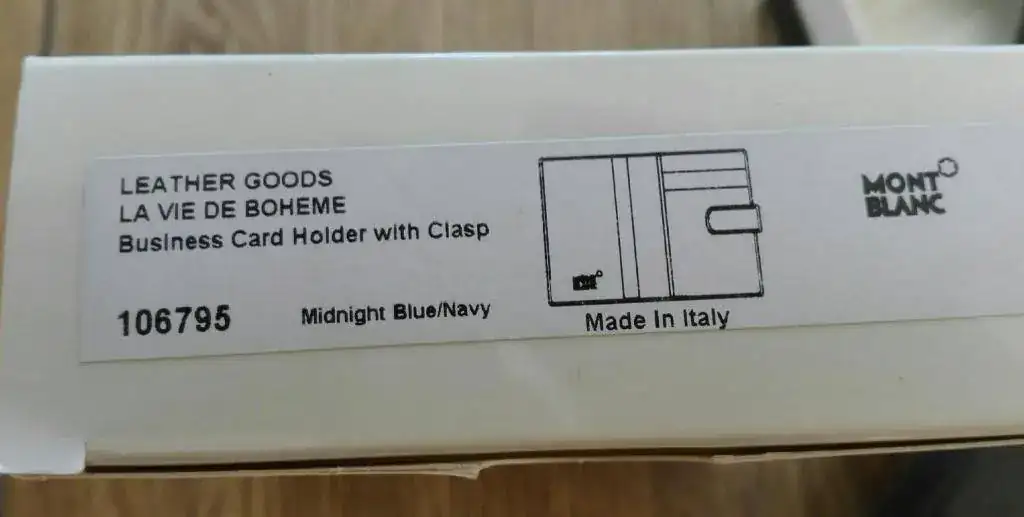 LEATHER GOODS
LA VIE DE BOHEME
Business Card Holder with Clasp
106795
Midnight Blue/Navy
Made In Italy
MONT
BLANC